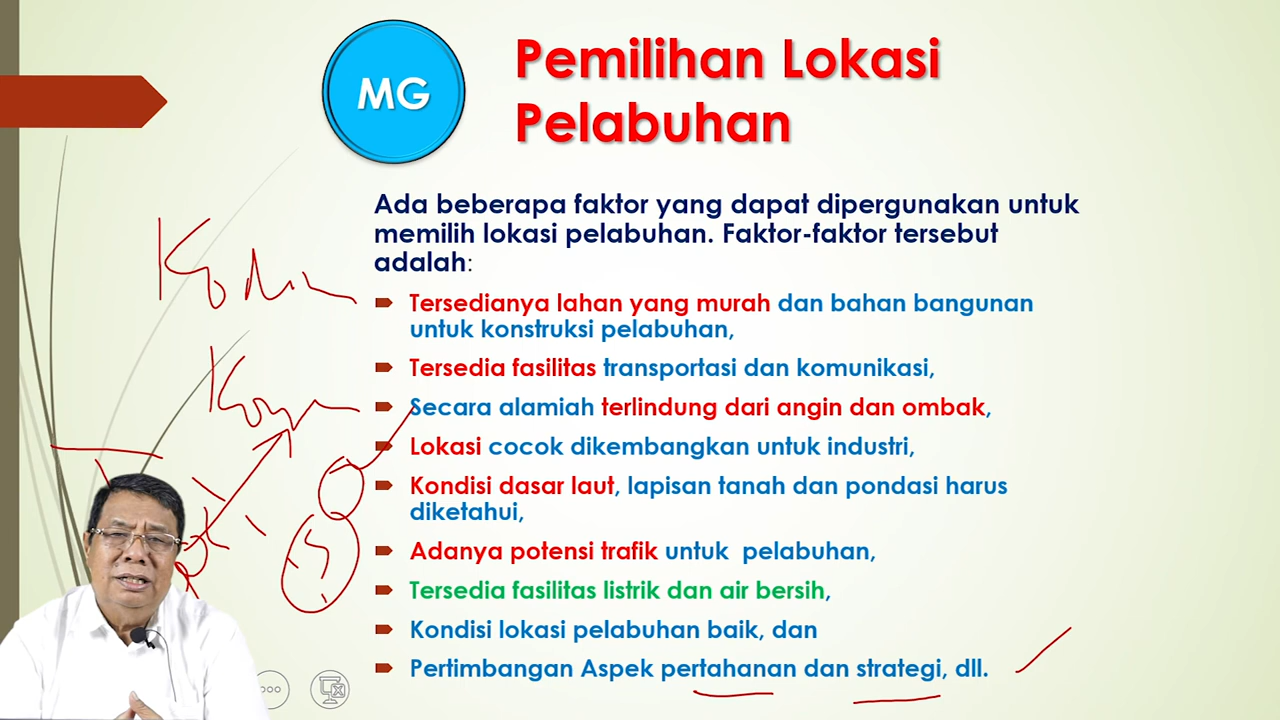 MG
Pemilihan Lokasi
Pelabuhan
Ada beberapa faktor yang dapat dipergunakan untuk
memilih lokasi pelabuhan. Faktor-faktor tersebut
adalah:
Tersedianya lahan yang murah dan bahan bangunan
untuk konstruksi pelabuhan,
Tersedia fasilitas transportasi dan komunikasi,
Secara alamiah terlindung dari angin dan ombak,
Lokasi cocok dikembangkan untuk industri,
Kondisi dasar laut, lapisan tanah dan pondasi harus
diketahui,
Adanya potensi trafik untuk pelabuhan,
Tersedia fasilitas listrik dan air bersih,
Kondisi lokasi pelabuhan baik, dan
Pertimbangan Aspek pertahanan dan strategi, dll.